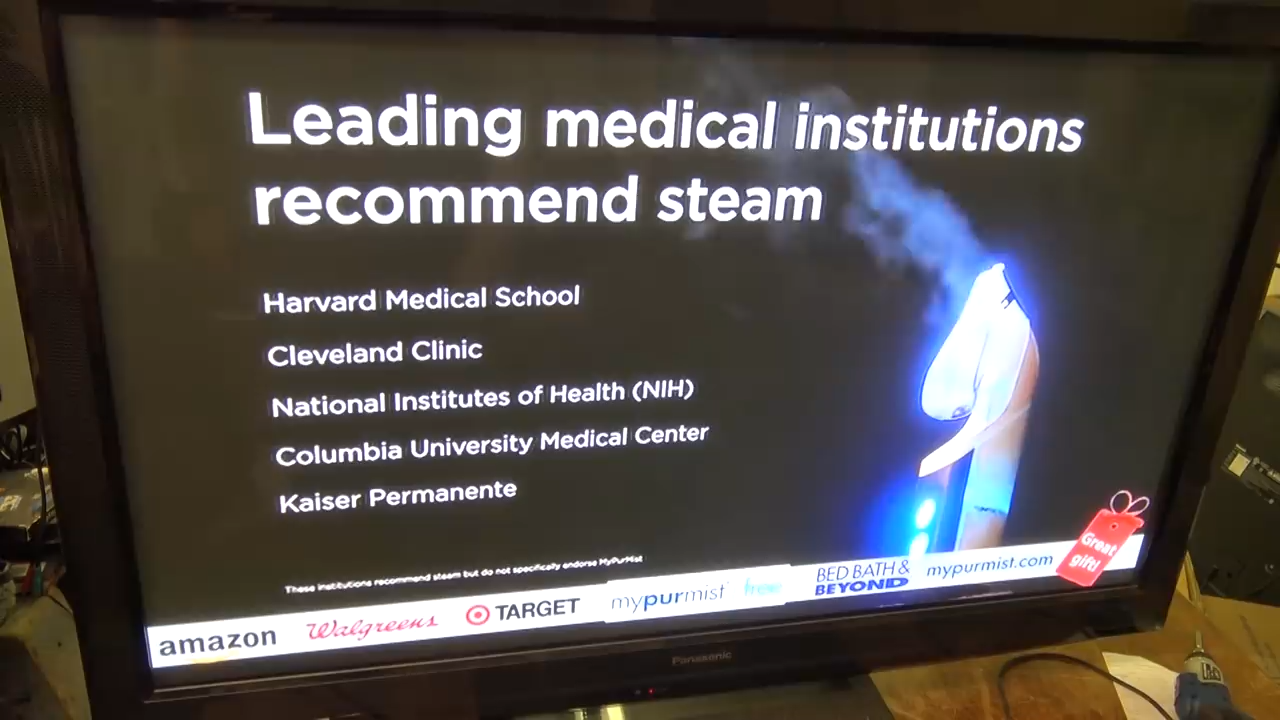 Leading medical institutions
recommend steam
Harvard Medical School
Cleveland Clinic
National Institutes of Health (NIH)
Columbia University Medical Center
Kaiser Permanente
These institutions recommend steam but do not specifically endorse MyPurMist
amazon
Walgreens
TARGET
mypurmist free
BED BATH &
BEYOND
mypurmist.com
Great
gift!
Panasonic